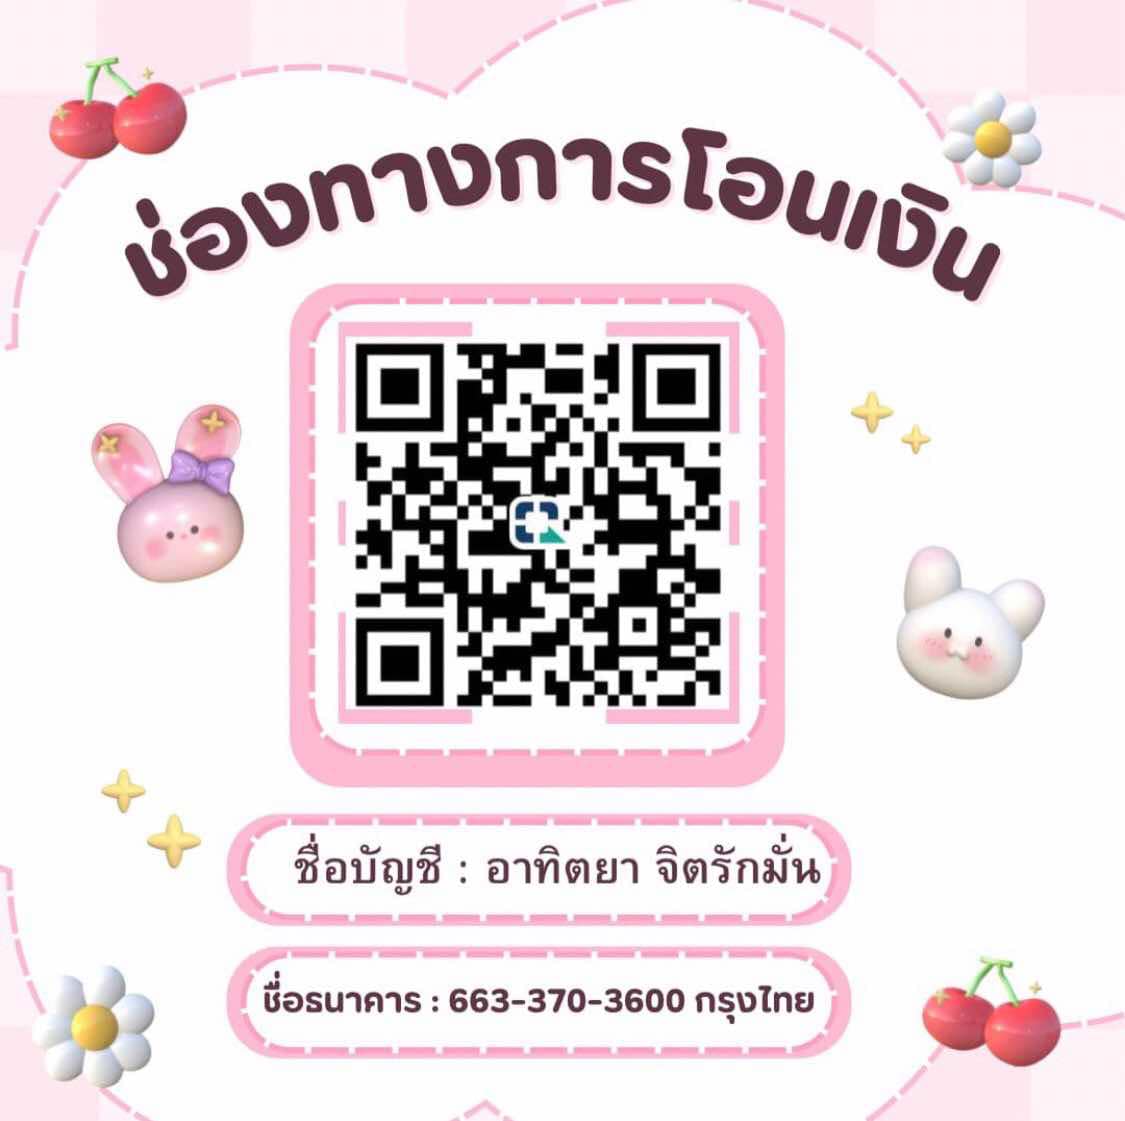 ช่องทางการโอนเงิน
ชื่อบัญชี : อาทิตยา จิตรักมั่น
ชื่อธนาคาร : 663-370-3600 กรุงไทย